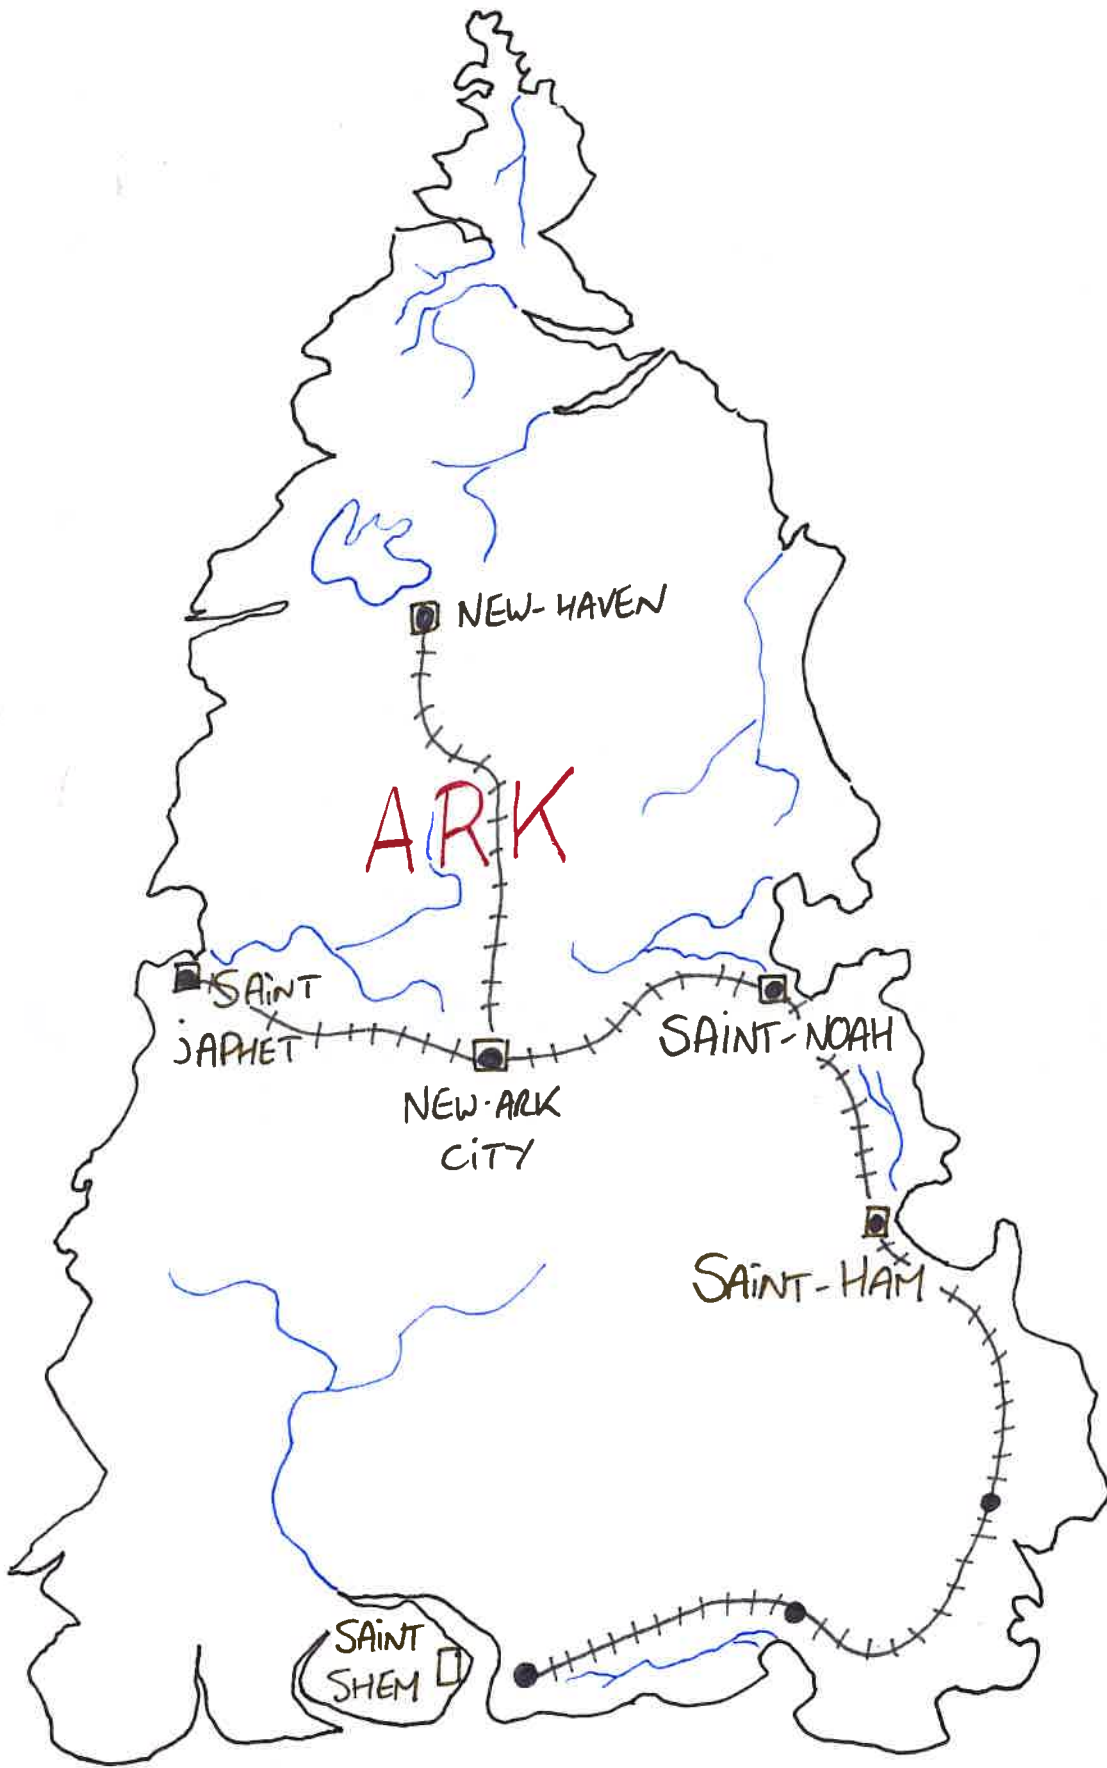 NEW-HAVEN
ARK
SAiNT
jAPHET
SAiNT-NOAH
NEW-ARK
CiTY
SAiNT-HAM
SAiNT
SHEM